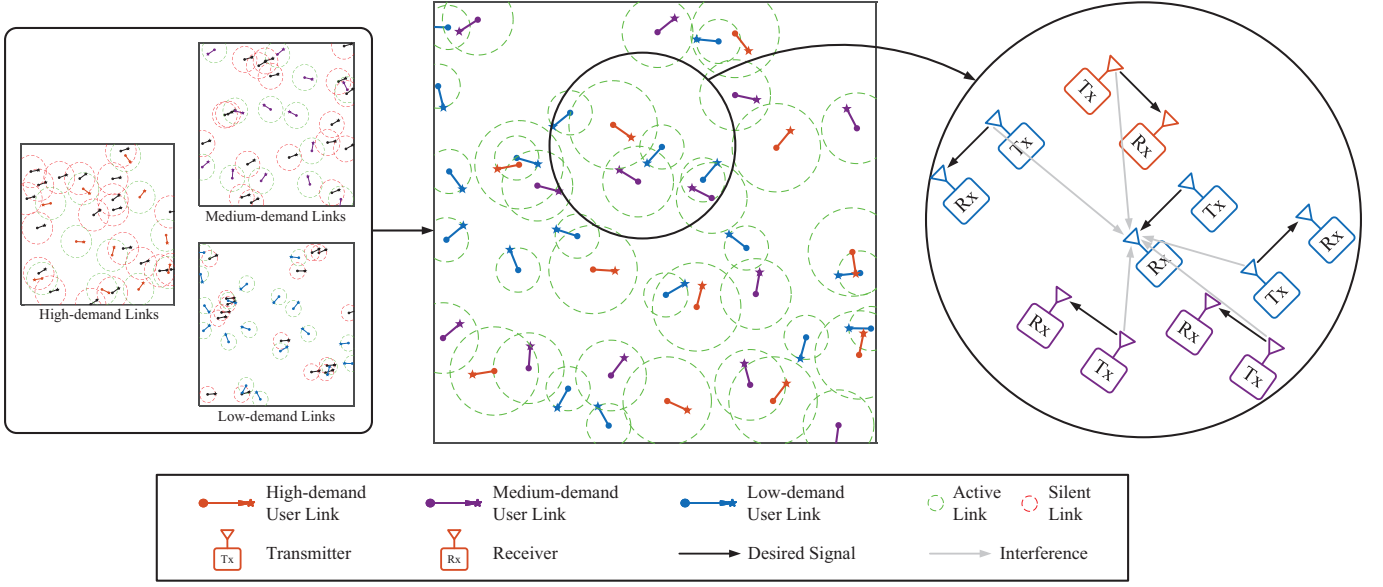 Medium-demand Links
High-demand Links
Low-demand Links
Tx
Rx
Tx
Rx
Tx
Rx
Tx
Rx
Tx
Rx
Tx
Rx
Tx
High-demand
User Link
Medium-demand
User Link
Low-demand
User Link
Active
Link
Silent
Link
Tx
Transmitter
Rx
Receiver
Desired Signal
Interference